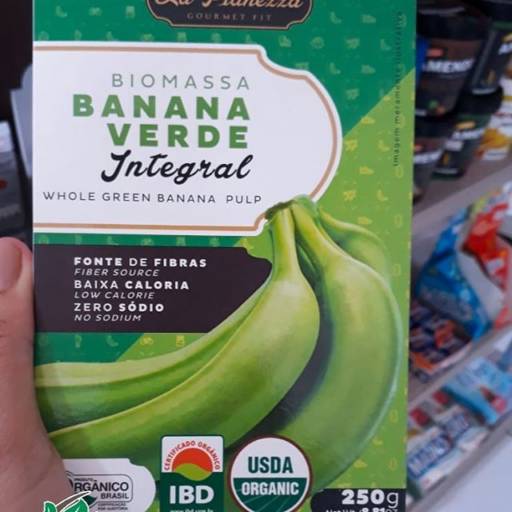 La Pianezza
GOURMET FIT
BIOMASSA
BANANA
VERDE
Integral
WHOLE GREEN BANANA PULP
FONTE DE FIBRAS
FIBER SOURCE
BAIXA CALORIA
LOW CALORIE
ZERO SÓDIO
NO SODIUM
Imagem meramente ilustrativa
PRODUTO
ORGÂNICO
BRASIL
CERTIFICADO ORGÂNICO
IBD
USDA
ORGANIC
250g